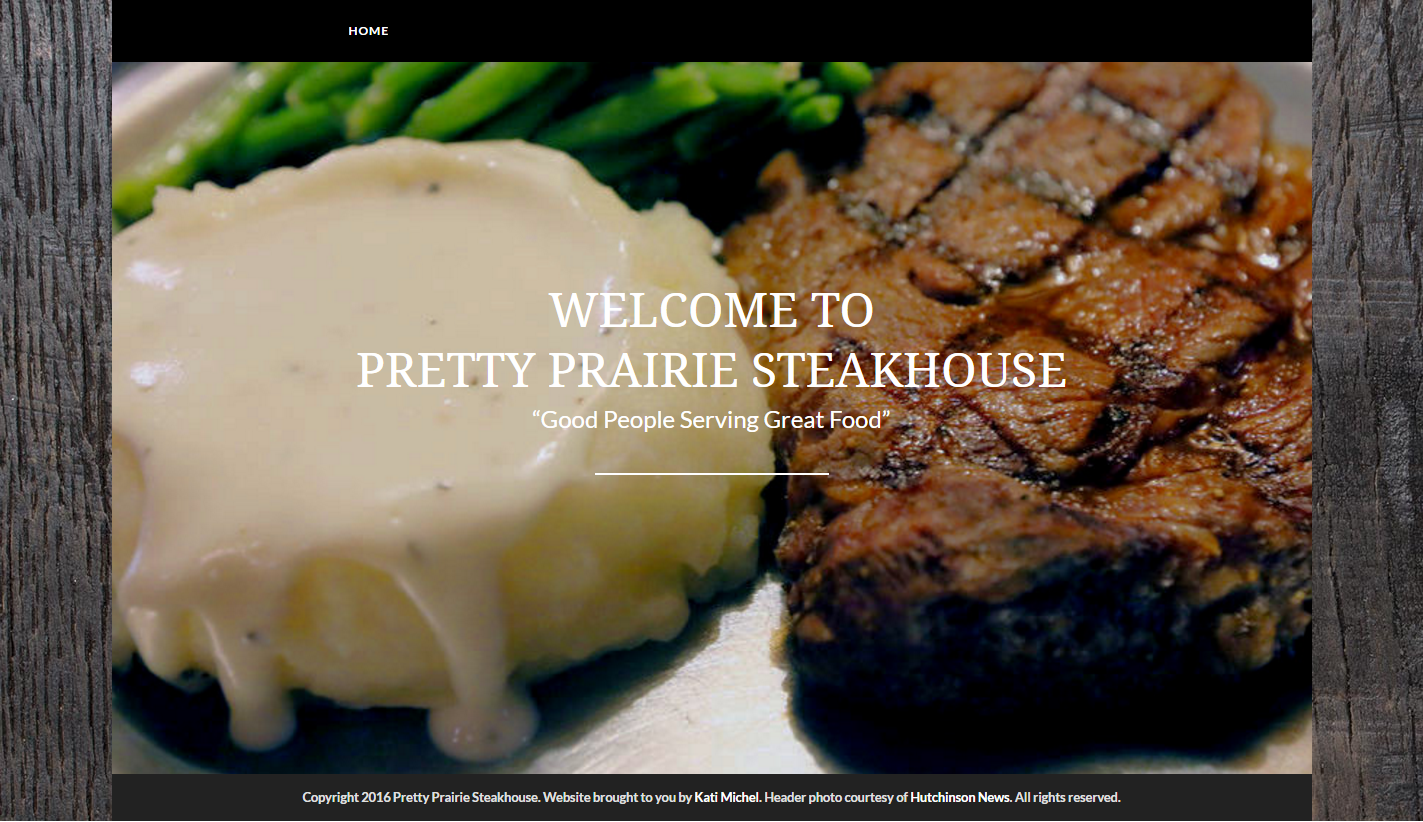 HOME
WELCOME TO
PRETTY PRAIRIE STEAKHOUSE
“Good People Serving Great Food”
Copyright 2016 Pretty Prairie Steakhouse. Website brought to you by Kati Michel. Header photo courtesy of Hutchinson News. All rights reserved.